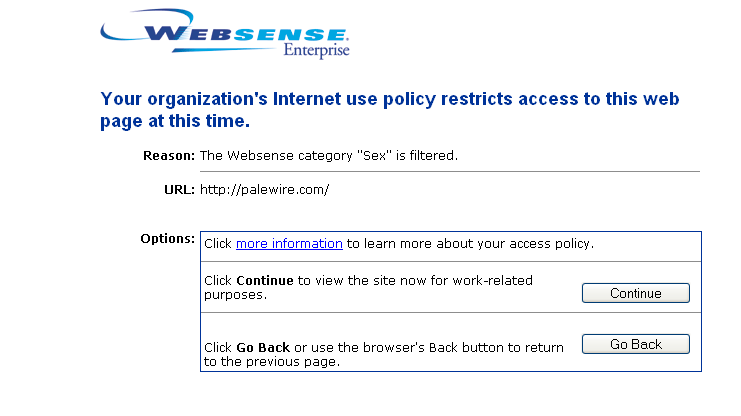 WEBSENSE.
Enterprise
Your organization's Internet use policy restricts access to this web
page at this time.
Reason: The Websense category "Sex" is filtered.
URL: http://palewire.com/
Options: Click more information to learn more about your access policy.
Click Continue to view the site now for work-related
purposes.
Continue
Click Go Back or use the browser's Back button to return
to the previous page.
Go Back